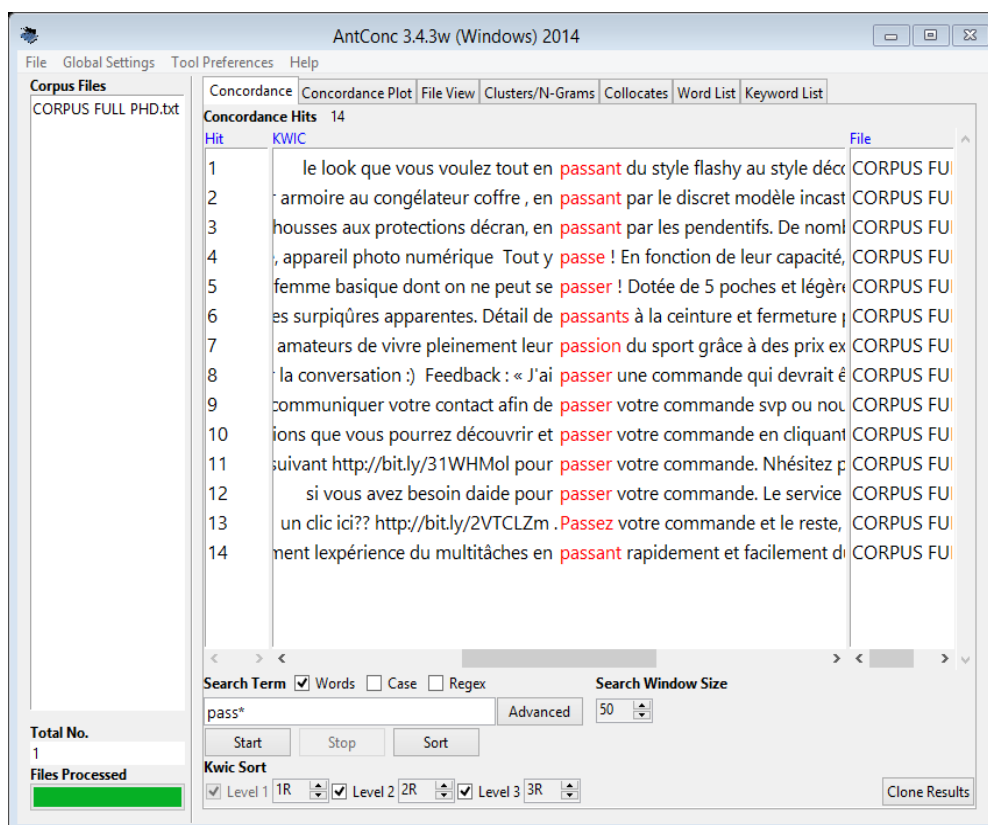 AntConc 3.4.3w (Windows) 2014
File Global Settings Tool Preferences Help
Corpus Files
CORPUS FULL PHD.txt
Concordance Concordance Plot File View Clusters/N-Grams Collocates Word List Keyword List
Concordance Hits 14
Hit KWIC File
1 le look que vous voulez tout en passant du style flashy au style déco CORPUS FU
2 r armoire au congélateur coffre , en passant par le discret modèle incast CORPUS FU
3 housses aux protections décran, en passant par les pendentifs. De noml CORPUS FU
4 , appareil photo numérique Tout y passe ! En fonction de leur capacité, CORPUS FU
5 femme basique dont on ne peut se passer ! Dotée de 5 poches et légère CORPUS FU
6 es surpiqûres apparentes. Détail de passants à la ceinture et fermeture p CORPUS FU
7 amateurs de vivre pleinement leur passion du sport grâce à des prix ex CORPUS FU
8 r la conversation :) Feedback : « J'ai passer une commande qui devrait ê CORPUS FU
9 communiquer votre contact afin de passer votre commande svp ou nou CORPUS FU
10 ions que vous pourrez découvrir et passer votre commande en cliquant CORPUS FU
11 suivant http://bit.ly/31WHMol pour passer votre commande. Nhésitez p CORPUS FU
12 si vous avez besoin daide pour passer votre commande. Le service CORPUS FU
13 un clic ici?? http://bit.ly/2VTCLZm . Passez votre commande et le reste, CORPUS FU
14 ment lexpérience du multitâches en passant rapidement et facilement du CORPUS FU
Search Term Words Case Regex Search Window Size
pass* Advanced 50
Start Stop Sort
Total No.
1
Files Processed
Kwic Sort
Level 1 1R Level 2 2R Level 3 3R Clone Results